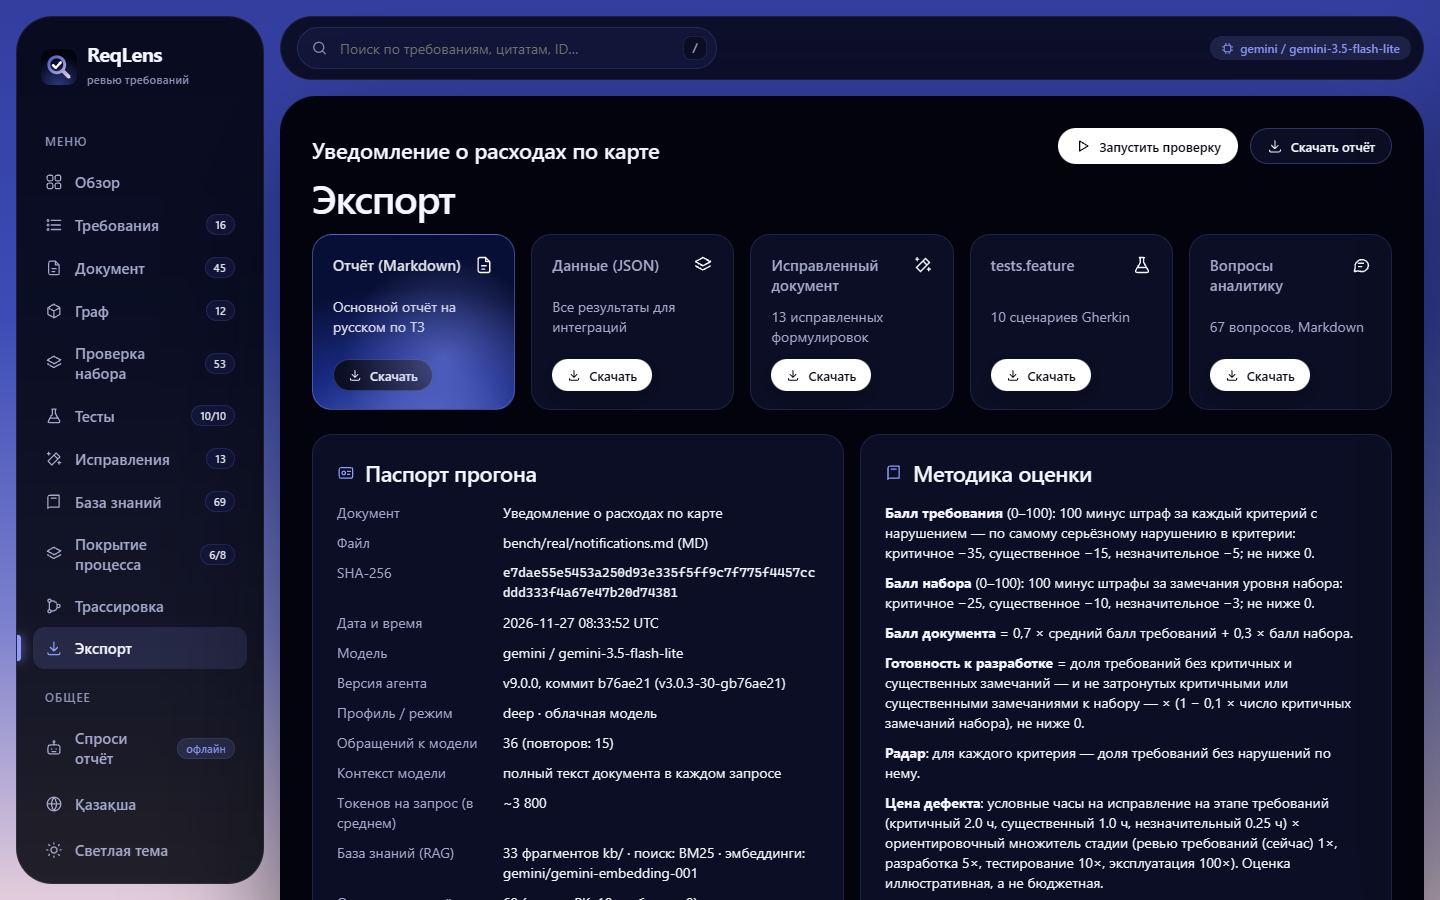 ReqLens
ревью требований
МЕНЮ
Обзор
Требования 16
Документ 45
Граф 12
Проверка
набора 53
Тесты 10/10
Исправления 13
База знаний 69
Покрытие
процесса 6/8
Трассировка
Экспорт
ОБЩЕЕ
Спроси
отчёт офлайн
Қазақша
Светлая тема
Поиск по требованиям, цитатам, ID... /
gemini / gemini-3.5-flash-lite
Уведомление о расходах по карте
Запустить проверку
Скачать отчёт
Экспорт
Отчёт (Markdown)
Основной отчёт на
русском по ТЗ
Скачать
Данные (JSON)
Все результаты для
интеграций
Скачать
Исправленный
документ
13 исправленных
формулировок
Скачать
tests.feature
10 сценариев Gherkin
Скачать
Вопросы
аналитику
67 вопросов, Markdown
Скачать
Паспорт прогона
Документ Уведомление о расходах по карте
Файл bench/real/notifications.md (MD)
SHA-256 e7dae55e5453a250d93e335f5ff9c7f775f4457cc
ddd333f4a67e47b20d74381
Дата и время 2026-11-27 08:33:52 UTC
Модель gemini / gemini-3.5-flash-lite
Версия агента v9.0.0, коммит b76ae21 (v3.0.3-30-gb76ae21)
Профиль / режим deep · облачная модель
Обращений к модели 36 (повторов: 15)
Контекст модели полный текст документа в каждом запросе
Токенов на запрос (в
среднем) ~3 800
База знаний (RAG) 33 фрагментов kb/ · поиск: BM25 · эмбеддинги:
gemini/gemini-embedding-001
Методика оценки
Балл требования (0–100): 100 минус штраф за каждый критерий с
нарушением — по самому серьёзному нарушению в критерии:
критичное −35, существенное −15, незначительное −5; не ниже 0.
Балл набора (0–100): 100 минус штрафы за замечания уровня набора:
критичное −25, существенное −10, незначительное −3; не ниже 0.
Балл документа = 0,7 × средний балл требований + 0,3 × балл набора.
Готовность к разработке = доля требований без критичных и
существенных замечаний — и не затронутых критичными или
существенными замечаниями к набору — × (1 − 0,1 × число критичных
замечаний набора), не ниже 0.
Радар: для каждого критерия — доля требований без нарушений по
нему.
Цена дефекта: условные часы на исправление на этапе требований
(критичный 2.0 ч, существенный 1.0 ч, незначительный 0.25 ч) ×
ориентировочный множитель стадии (ревью требований (сейчас) 1×,
разработка 5×, тестирование 10×, эксплуатация 100×). Оценка
иллюстративная, а не бюджетная.